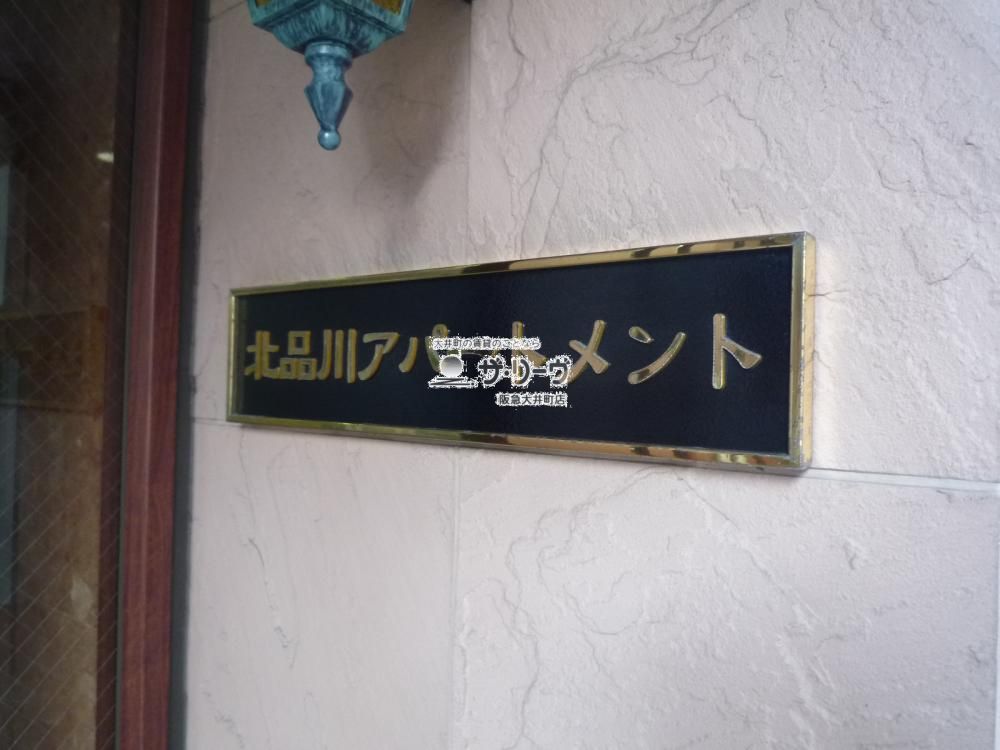 北品川アパートメント
大井町の賃貸のことなら
ザ・ローヴ
阪急大井町店